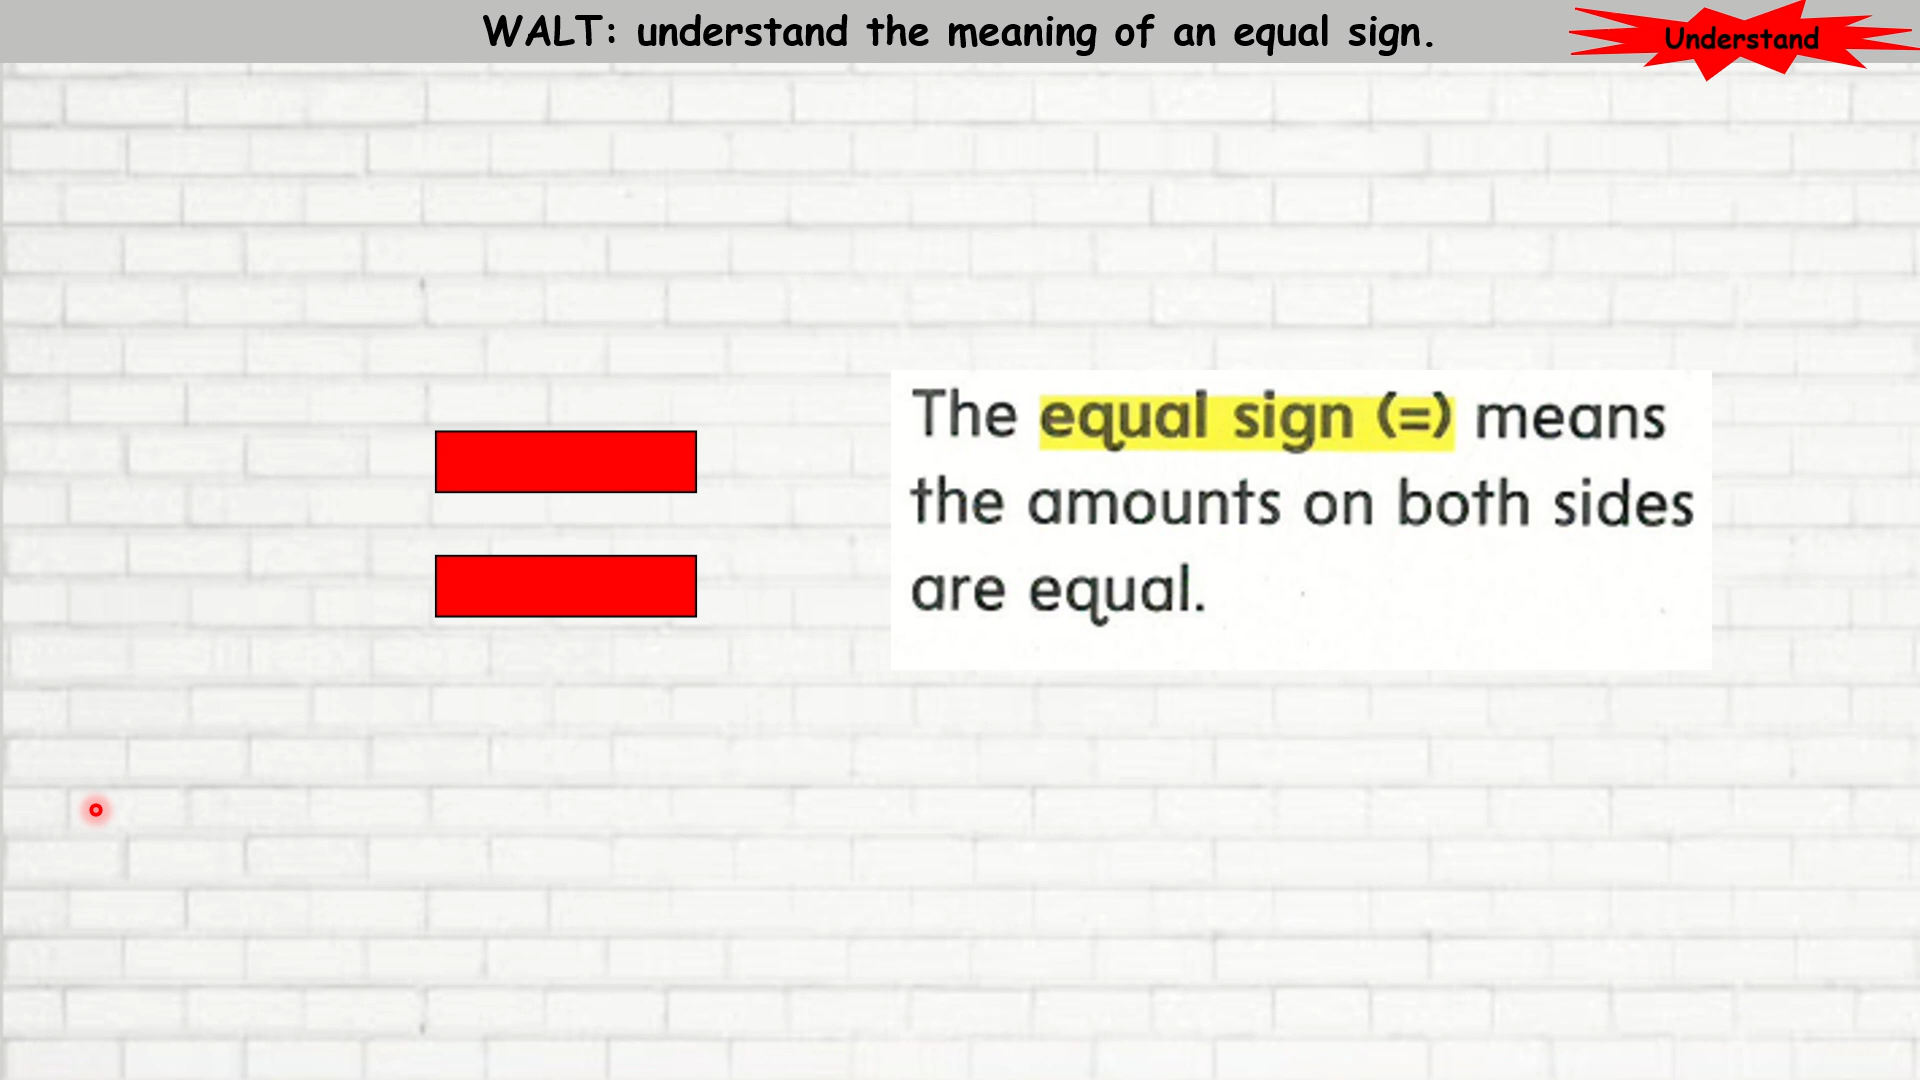 WALT: understand the meaning of an equal sign.
Understand
The equal sign (=) means
the amounts on both sides
are equal.